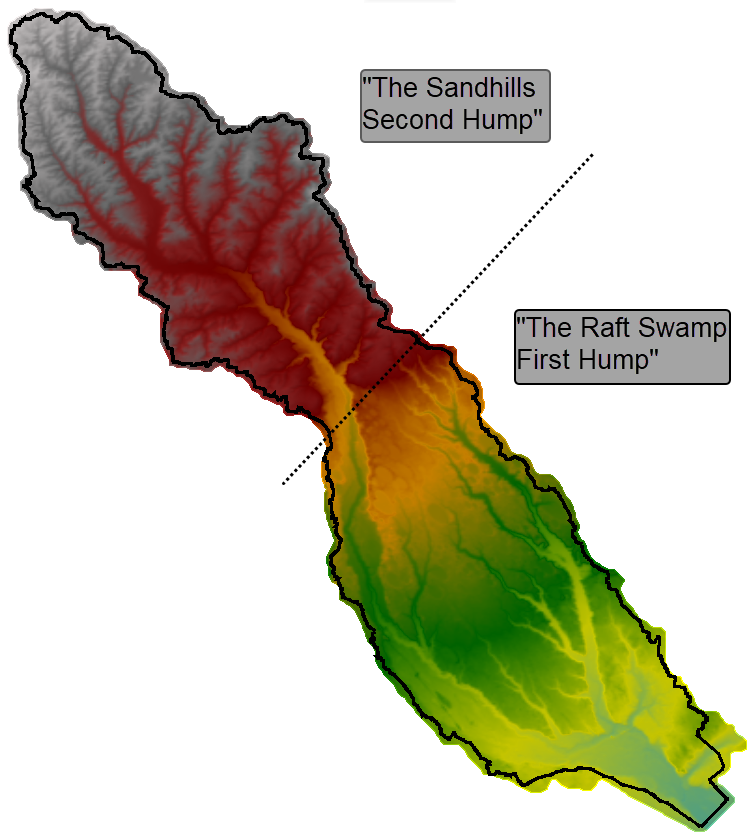 "The Sandhills
Second Hump"
"The Raft Swamp
First Hump"